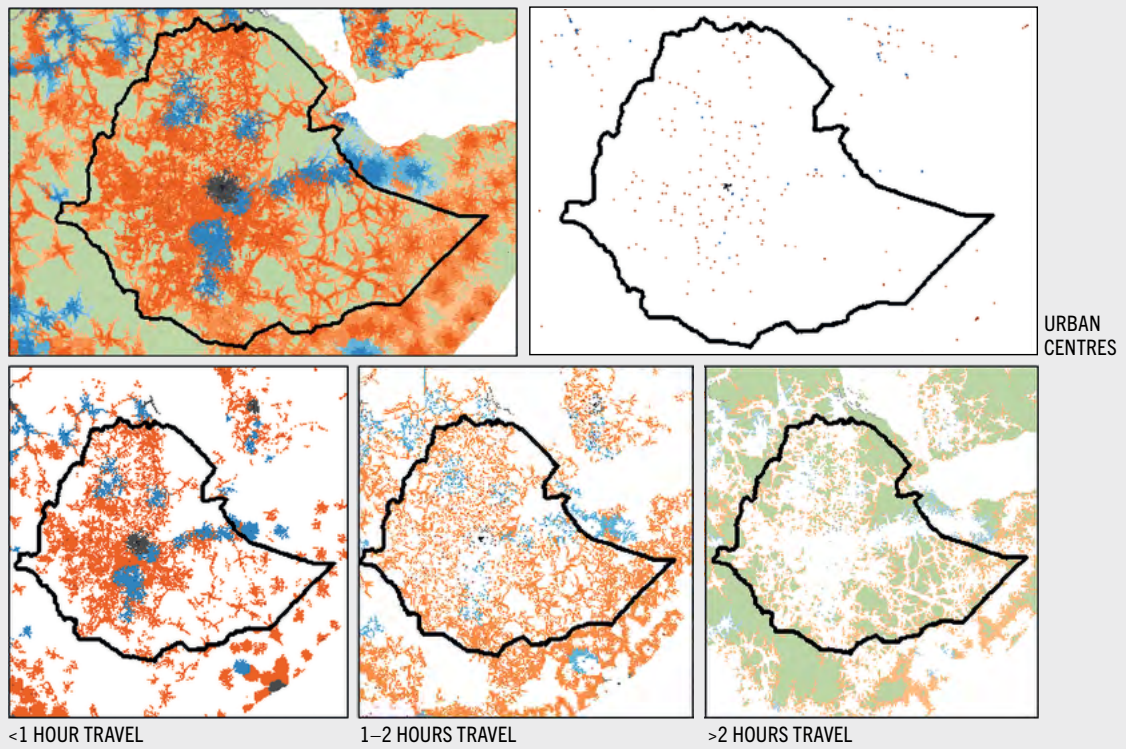 URBAN
CENTRES
<1 HOUR TRAVEL
1–2 HOURS TRAVEL
>2 HOURS TRAVEL